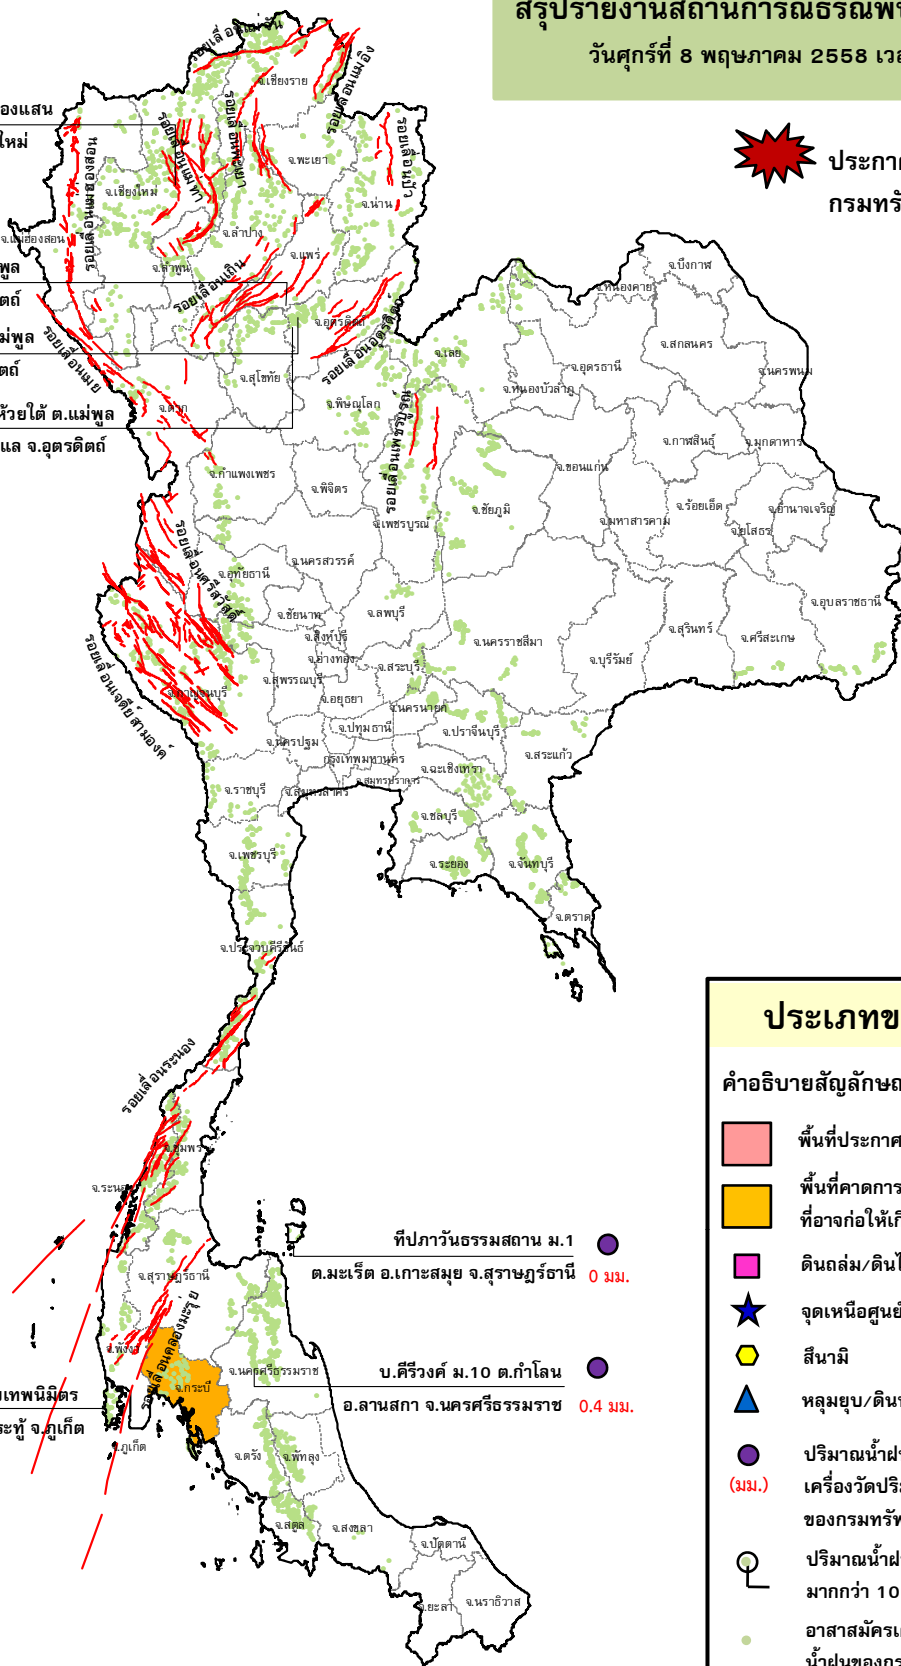 สรุปรายงานสถานการณ์ธรณีพิ
วันศุกร์ที่ 8 พฤษภาคม 2558 เวล
ประกาศ
กรมทรั
องแสน
ใหม่
พูล
ตถ์
ม่พูล
ตถ์
ห้วยใต้ ต.แม่พูล
แล จ.อุตรดิตถ์
รอยเลื่อนแม่จัน
รอยเลื่อนแม่อิง
รอยเลื่อนแม่ฮ่องสอน
รอยเลื่อนแม่ทา
รอยเลื่อนพะเยา
รอยเลื่อนปัว
รอยเลื่อนเถิน
รอยเลื่อนอุตรดิตถ์
รอยเลื่อนเมย
รอยเลื่อนเพชรบูรณ์
รอยเลื่อนศรีสวัสดิ์
รอยเลื่อนเจดีย์สามองค์
รอยเลื่อนระนอง
รอยเลื่อนคลองมะรุ่ย
จ.เชียงราย
จ.พะเยา
จ.เชียงใหม่
จ.น่าน
จ.แม่ฮ่องสอน
จ.ลำปาง
จ.แพร่
จ.ลำพูน
จ.อุตรดิตถ์
จ.บึงกาฬ
จ.หนองคาย
จ.เลย
จ.สกลนคร
จ.อุดรธานี
จ.นครพนม
จ.หนองบัวลำภู
จ.สุโขทัย
จ.ตาก
จ.พิษณุโลก
จ.กาฬสินธุ์
จ.มุกดาหาร
จ.ขอนแก่น
จ.กำแพงเพชร
จ.พิจิตร
จ.เพชรบูรณ์
จ.ชัยภูมิ
จ.มหาสารคาม
จ.ร้อยเอ็ด
จ.อำนาจเจริญ
จ.ยโสธร
จ.นครสวรรค์
จ.อุทัยธานี
จ.ชัยนาท
จ.ลพบุรี
จ.สิงห์บุรี
จ.อ่างทอง
จ.สระบุรี
จ.นครราชสีมา
จ.บุรีรัมย์
จ.สุรินทร์
จ.ศรีสะเกษ
จ.อุบลราชธานี
จ.สุพรรณบุรี
จ.กาญจนบุรี
จ.อยุธยา
จ.นครนายก
จ.ปทุมธานี
จ.ปราจีนบุรี
จ.นครปฐม
กรุงเทพมหานคร
จ.สมุทรปราการ
จ.ฉะเชิงเทรา
จ.สระแก้ว
จ.ราชบุรี
จ.สมุทรสาคร
จ.ชลบุรี
จ.เพชรบุรี
จ.ระยอง
จ.จันทบุรี
จ.ตราด
จ.ประจวบคีรีขันธ์
จ.ชุมพร
จ.ระนอง
จ.สุราษฎร์ธานี
จ.พังงา
จ.กระบี่
จ.นครศรีธรรมราช
จ.ภูเก็ต
จ.ตรัง
จ.พัทลุง
จ.สตูล
จ.สงขลา
จ.ปัตตานี
จ.ยะลา
จ.นราธิวาส
ทีปภาวันธรรมสถาน ม.1
ต.มะเร็ต อ.เกาะสมุย จ.สุราษฎร์ธานี
0 มม.
บ.คีรีวงค์ ม.10 ต.กำโลน
อ.ลานสกา จ.นครศรีธรรมราช
0.4 มม.
เทพนิมิตร
ระทู้ จ.ภูเก็ต
ประเภทข
คำอธิบายสัญลักษณ
พื้นที่ประกาศ
พื้นที่คาดการ
ที่อาจก่อให้เกิ
ดินถล่ม/ดินไ
จุดเหนือศูนย์
สึนามิ
หลุมยุบ/ดิน
ปริมาณน้ำฝน
(มม.)
เครื่องวัดปริ
ของกรมทรัพ
ปริมาณน้ำฝ
มากกว่า 10
อาสาสมัครเ
น้ำฝนของกร